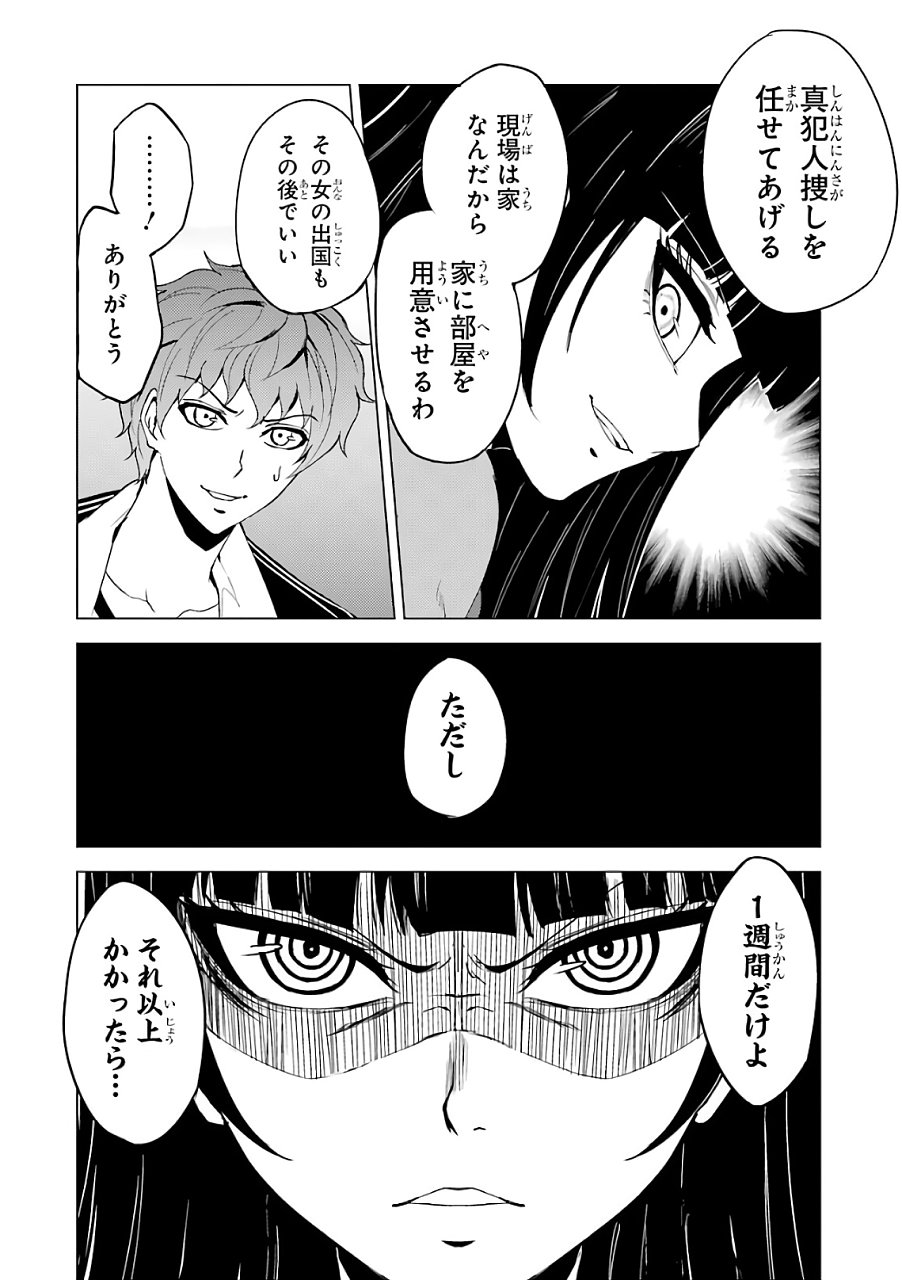 真犯人捜しを
任せてあげる
現場は家
なんだから
家に部屋を
用意させるわ
その女の出国も
その後でいい
………！
ありがとう
ただし
1週間だけよ
それ以上
かかったら…